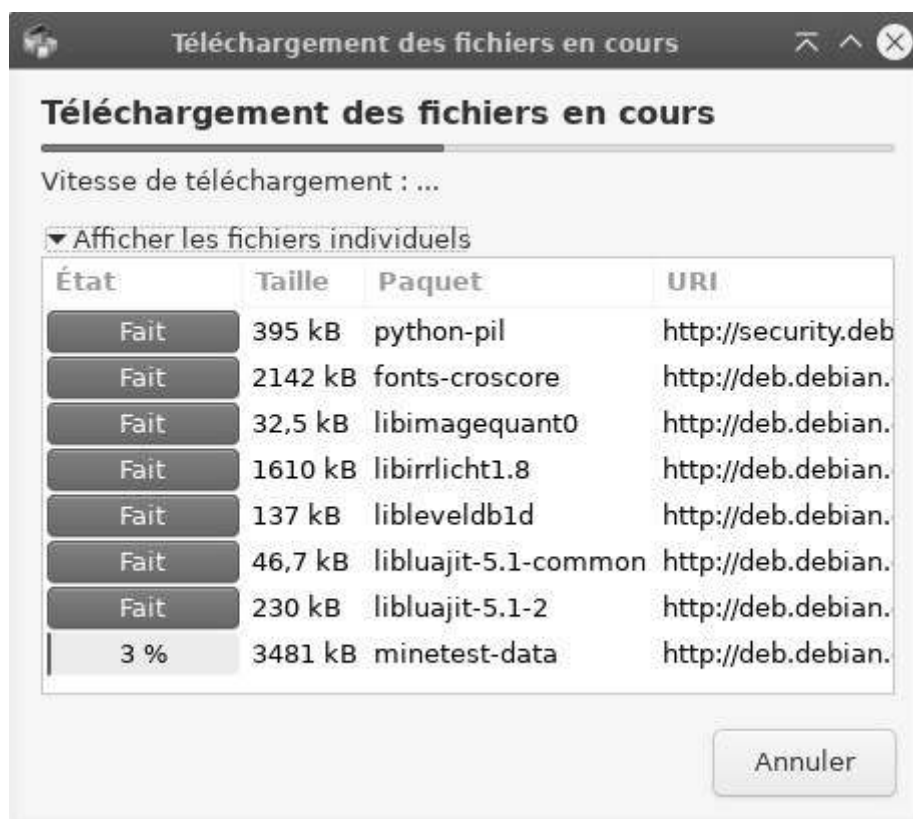 Téléchargement des fichiers en cours
Téléchargement des fichiers en cours
Vitesse de téléchargement : ...
Afficher les fichiers individuels
État Taille Paquet URI
Fait 395 kB python-pil http://security.deb
Fait 2142 kB fonts-croscore http://deb.debian.
Fait 32,5 kB libimagequant0 http://deb.debian.
Fait 1610 kB libirrlicht1.8 http://deb.debian.
Fait 137 kB libleveldb1d http://deb.debian.
Fait 46,7 kB libluajit-5.1-common http://deb.debian.
Fait 230 kB libluajit-5.1-2 http://deb.debian.
3 % 3481 kB minetest-data http://deb.debian.
Annuler